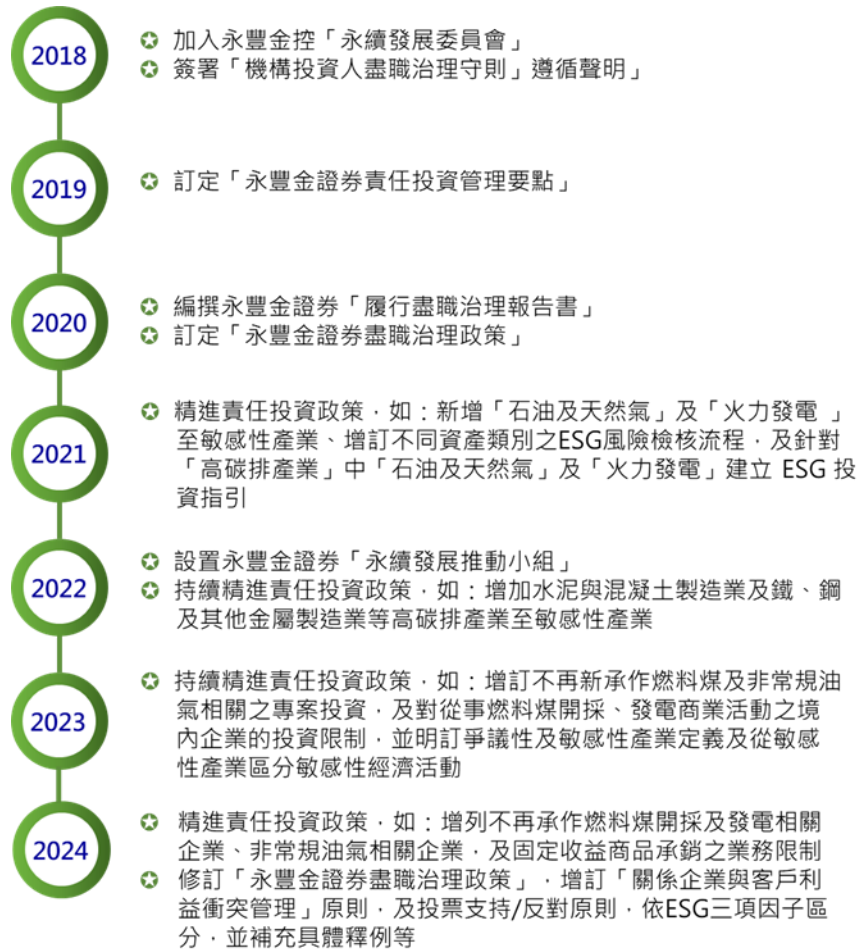 2018
✪ 加入永豐金控「永續發展委員會」
✪ 簽署「機構投資人盡職治理守則」遵循聲明」
2019
✪ 訂定「永豐金證券責任投資管理要點」
2020
✪ 編撰永豐金證券「履行盡職治理報告書」
✪ 訂定「永豐金證券盡職治理政策」
2021
✪ 精進責任投資政策，如：新增「石油及天然氣」及「火力發電 」
至敏感性產業、增訂不同資產類別之ESG風險檢核流程，及針對
「高碳排產業」中「石油及天然氣」及「火力發電」建立 ESG 投
資指引
2022
✪ 設置永豐金證券「永續發展推動小組」
✪ 持續精進責任投資政策，如：增加水泥與混凝土製造業及鐵、鋼
及其他金屬製造業等高碳排產業至敏感性產業
2023
✪ 持續精進責任投資政策，如：增訂不再新承作燃料煤及非常規油
氣相關之專案投資，及對從事燃料煤開採、發電商業活動之境
內企業的投資限制，並明訂爭議性及敏感性產業定義及從敏感
性產業區分敏感性經濟活動
2024
✪ 精進責任投資政策，如：增列不再承作燃料煤開採及發電相關
企業、非常規油氣相關企業，及固定收益商品承銷之業務限制
✪ 修訂「永豐金證券盡職治理政策」，增訂「關係企業與客戶利
益衝突管理」原則，及投票支持/反對原則，依ESG三項因子區
分，並補充具體釋例等